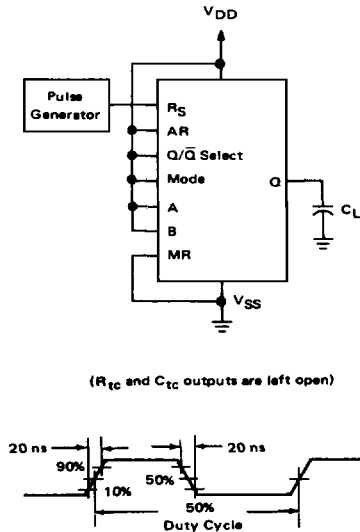 VDD
Pulse
Generator
RS
AR
Q/Q̅ Select
Mode
A
B
MR
Q
CL
VSS
(Rtc and Ctc outputs are left open)
20 ns
20 ns
90%
10%
50%
50%
Duty Cycle